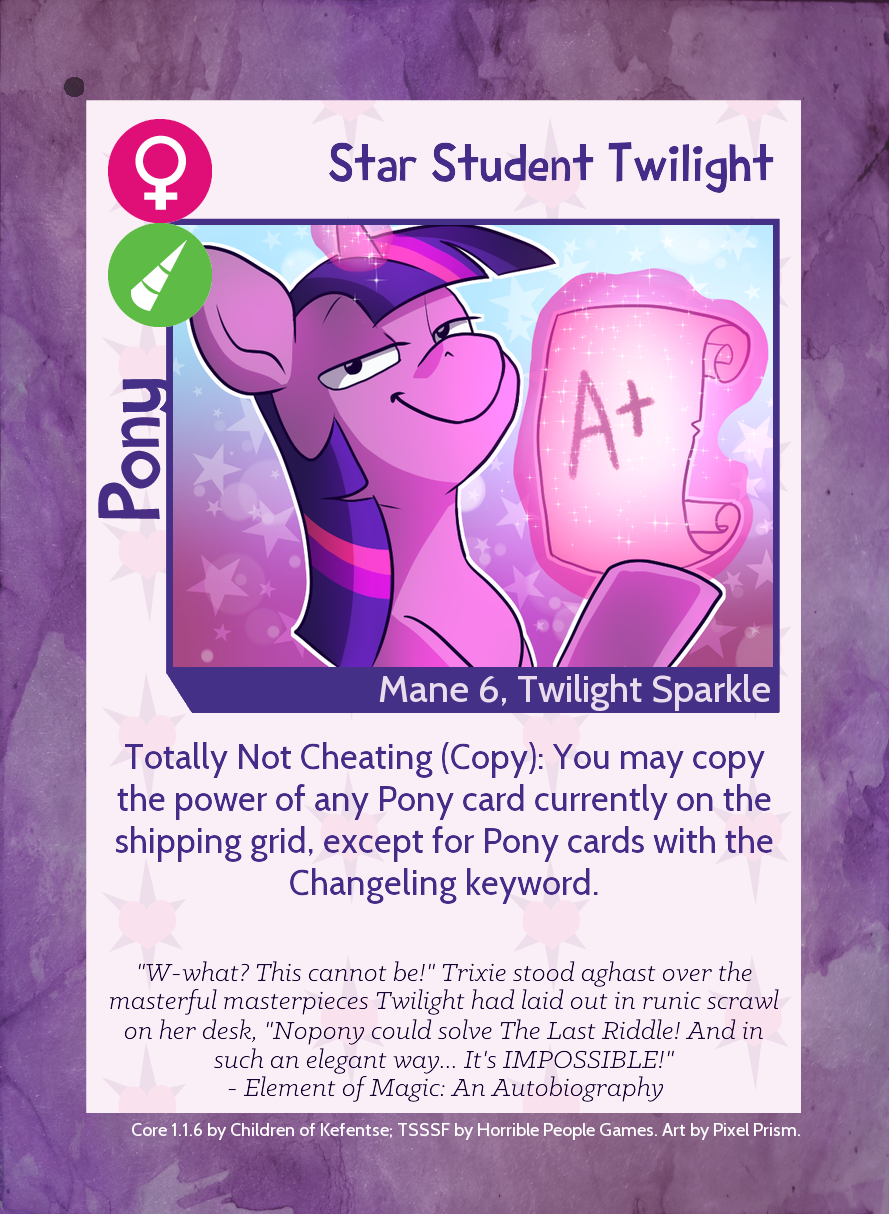 Star Student Twilight
A+
Pony
Mane 6, Twilight Sparkle
Totally Not Cheating (Copy): You may copy
the power of any Pony card currently on the
shipping grid, except for Pony cards with the
Changeling keyword.
"W-what? This cannot be!" Trixie stood aghast over the
masterful masterpieces Twilight had laid out in runic scrawl
on her desk, "Nopony could solve The Last Riddle! And in
such an elegant way... It's IMPOSSIBLE!"
- Element of Magic: An Autobiography
Core 1.1.6 by Children of Kefentse; TSSSF by Horrible People Games. Art by Pixel Prism.